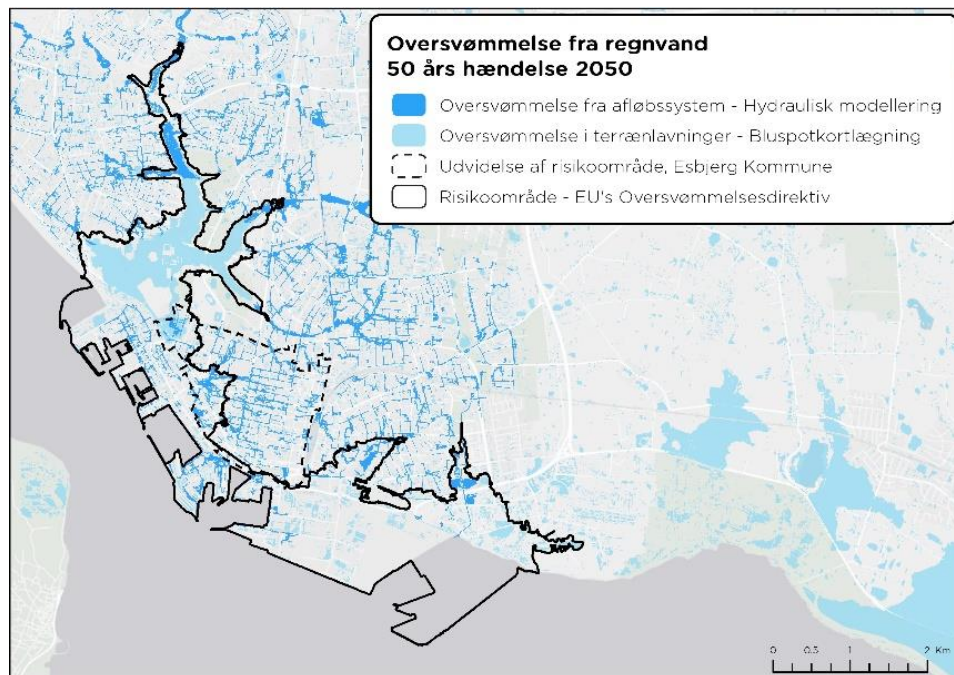 Oversvømmelse fra regnvand
50 års hændelse 2050
Oversvømmelse fra afløbssystem - Hydraulisk modellering
Oversvømmelse i terrænlavninger - Bluspotkortlægning
Udvidelse af risikoområde, Esbjerg Kommune
Risikoområde - EU's Oversvømmelsesdirektiv
0 0.5 1 2 Km